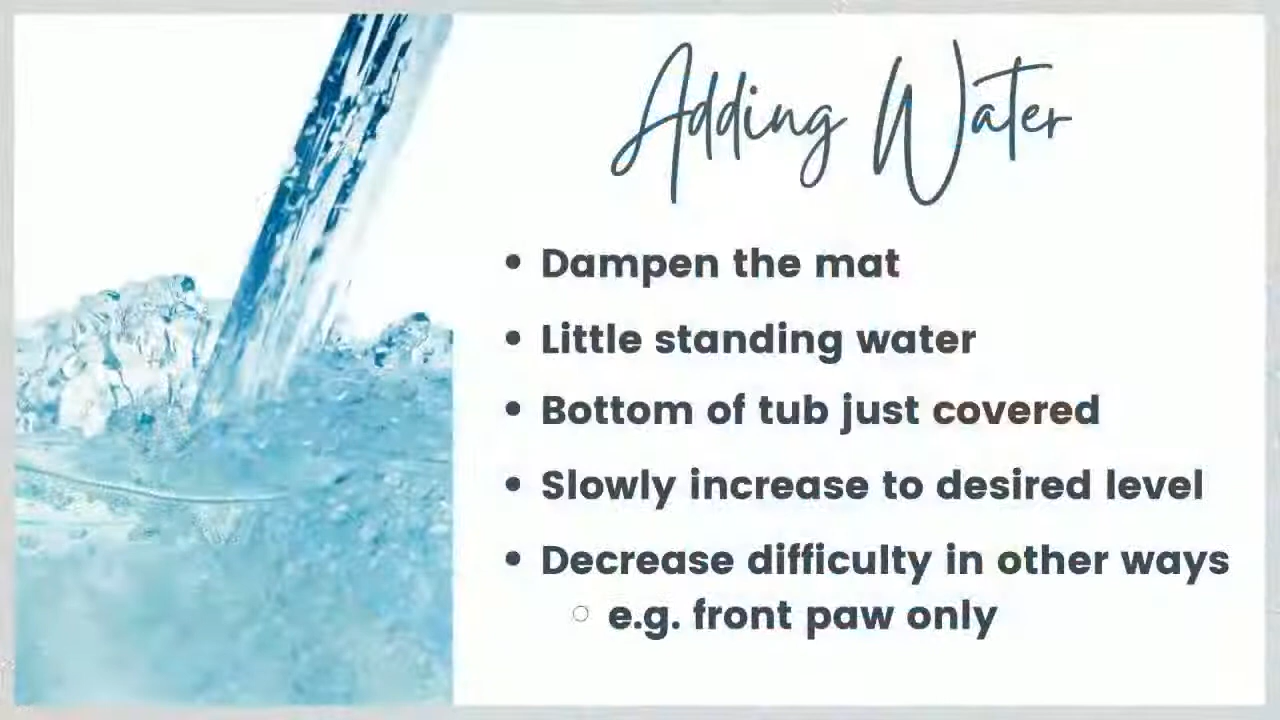 Adding Water
• Dampen the mat
• Little standing water
• Bottom of tub just covered
• Slowly increase to desired level
• Decrease difficulty in other ways
○ e.g. front paw only